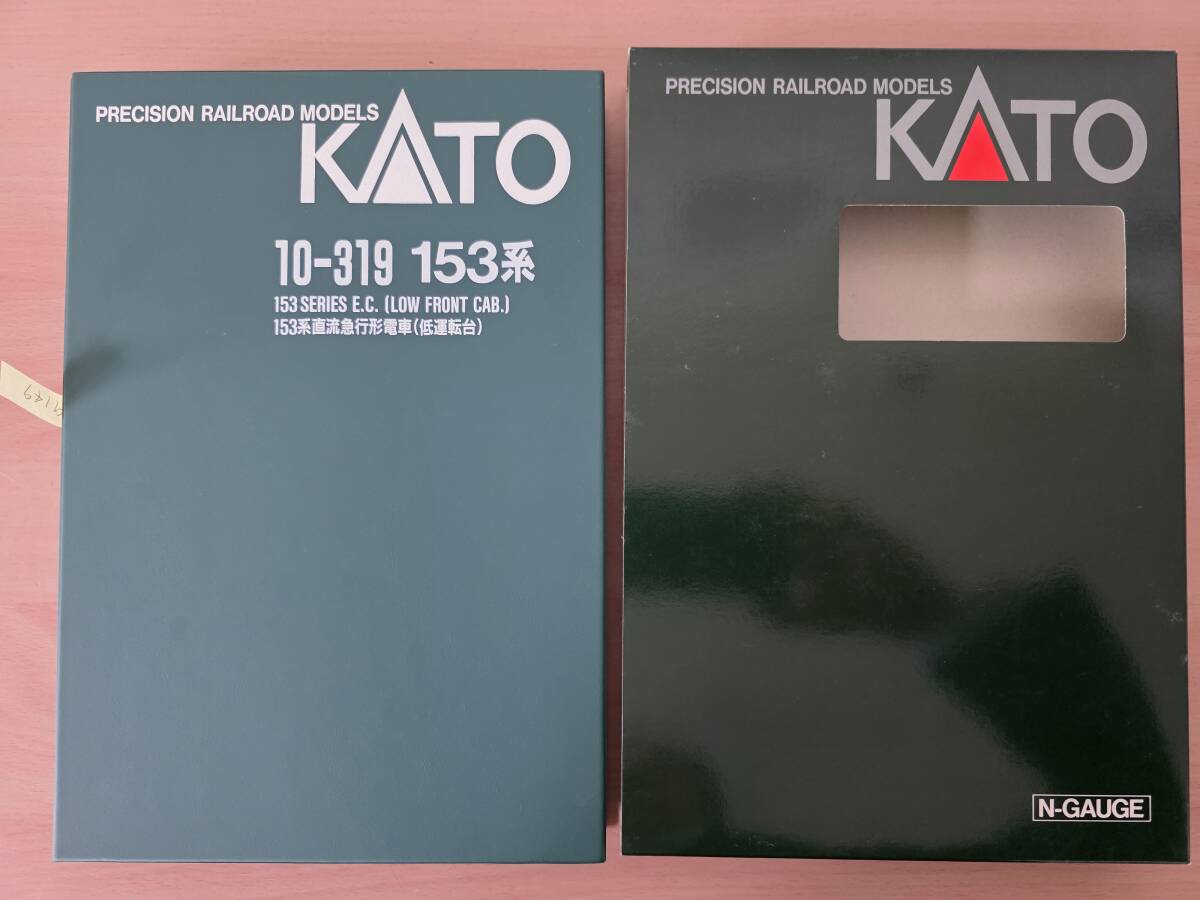 PRECISION RAILROAD MODELS
KATO
10-319 153系
153 SERIES E.C. (LOW FRONT CAB.)
153系直流急行形電車(低運転台)
PRECISION RAILROAD MODELS
KATO
N-GAUGE